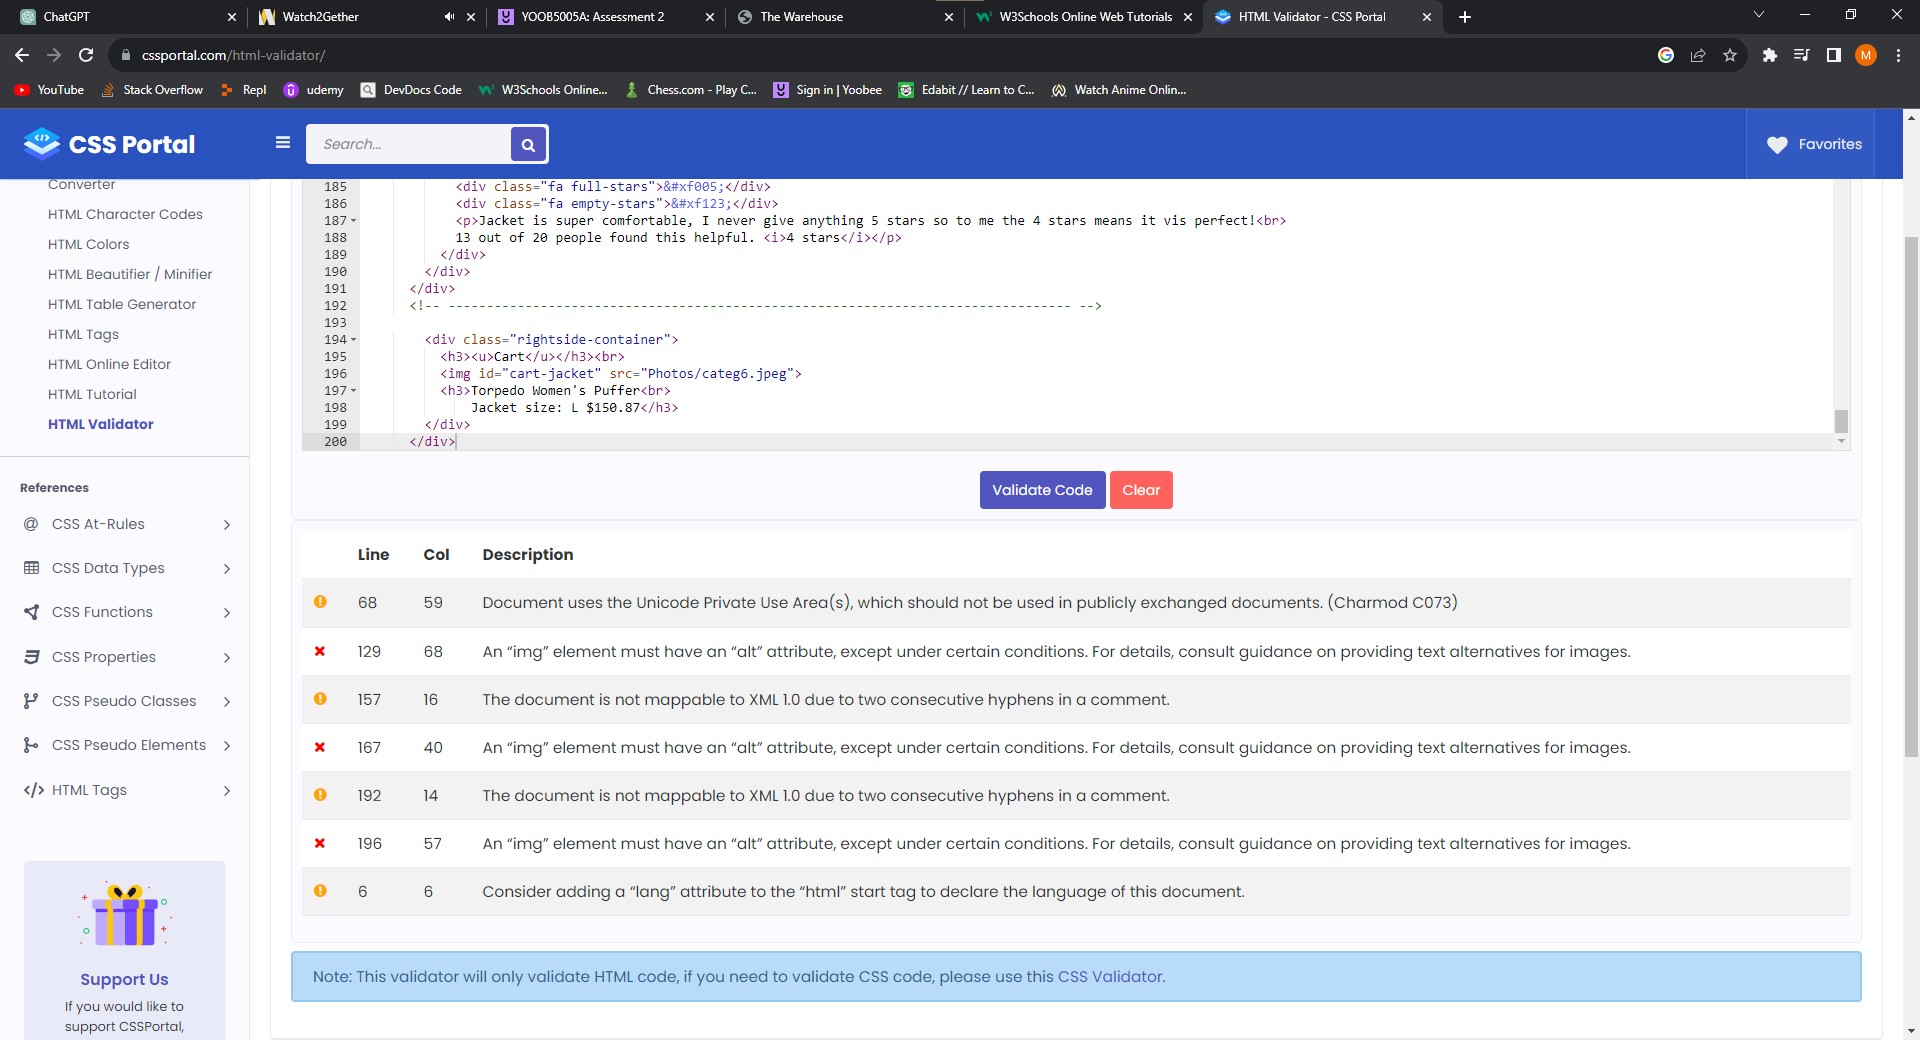 ChatGPT
Watch2Gether
YOOB5005A: Assessment 2
The Warehouse
W3Schools Online Web Tutorials
HTML Validator - CSS Portal
cssportal.com/html-validator/
M
YouTube
Stack Overflow
Repl
udemy
DevDocs Code
W3Schools Online...
Chess.com - Play C...
Sign in | Yoobee
Edabit // Learn to C...
Watch Anime Onlin...
CSS Portal
Search...
Favorites
Converter
HTML Character Codes
HTML Colors
HTML Beautifier / Minifier
HTML Table Generator
HTML Tags
HTML Online Editor
HTML Tutorial
HTML Validator
References
CSS At-Rules
CSS Data Types
CSS Functions
CSS Properties
CSS Pseudo Classes
CSS Pseudo Elements
HTML Tags
Support Us
If you would like to
support CSSPortal,
185 <div class="fa full-stars">&#xf005;</div>
186 <div class="fa empty-stars">&#xf123;</div>
187 <p>Jacket is super comfortable, I never give anything 5 stars so to me the 4 stars means it vis perfect!<br>
188 13 out of 20 people found this helpful. <i>4 stars</i></p>
189 </div>
190 </div>
191 </div>
192 <!-- --------------------------------------------------------------------------------- -->
193
194 <div class="rightside-container">
195 <h3><u>Cart</u></h3><br>
196 <img id="cart-jacket" src="Photos/categ6.jpeg">
197 <h3>Torpedo Women's Puffer<br>
198 Jacket size: L $150.87</h3>
199 </div>
200 </div>
Validate Code
Clear
Line Col Description
68 59 Document uses the Unicode Private Use Area(s), which should not be used in publicly exchanged documents. (Charmod C073)
129 68 An “img” element must have an “alt” attribute, except under certain conditions. For details, consult guidance on providing text alternatives for images.
157 16 The document is not mappable to XML 1.0 due to two consecutive hyphens in a comment.
167 40 An “img” element must have an “alt” attribute, except under certain conditions. For details, consult guidance on providing text alternatives for images.
192 14 The document is not mappable to XML 1.0 due to two consecutive hyphens in a comment.
196 57 An “img” element must have an “alt” attribute, except under certain conditions. For details, consult guidance on providing text alternatives for images.
6 6 Consider adding a “lang” attribute to the “html” start tag to declare the language of this document.
Note: This validator will only validate HTML code, if you need to validate CSS code, please use this CSS Validator.